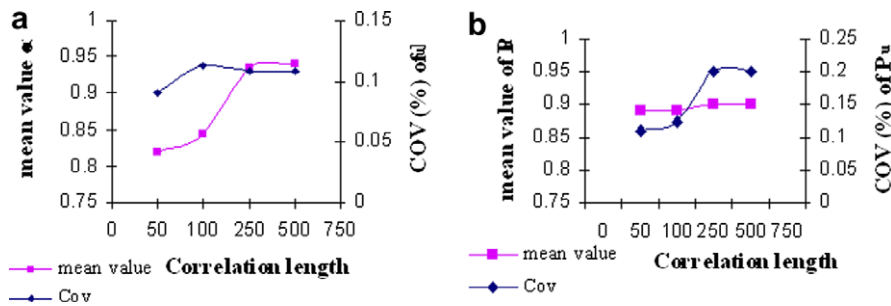 a
mean value
1
0.95
0.9
0.85
0.8
0.75
0.15
0.1
0.05
0
COV (%)
0 50 100 250 500 750
Correlation length
mean value
Cov
b
mean value of
1
0.95
0.9
0.85
0.8
0.75
0.25
0.2
0.15
0.1
0.05
0
COV (%) of Pu
0 50 100 250 500 750
Correlation length
mean value
Cov